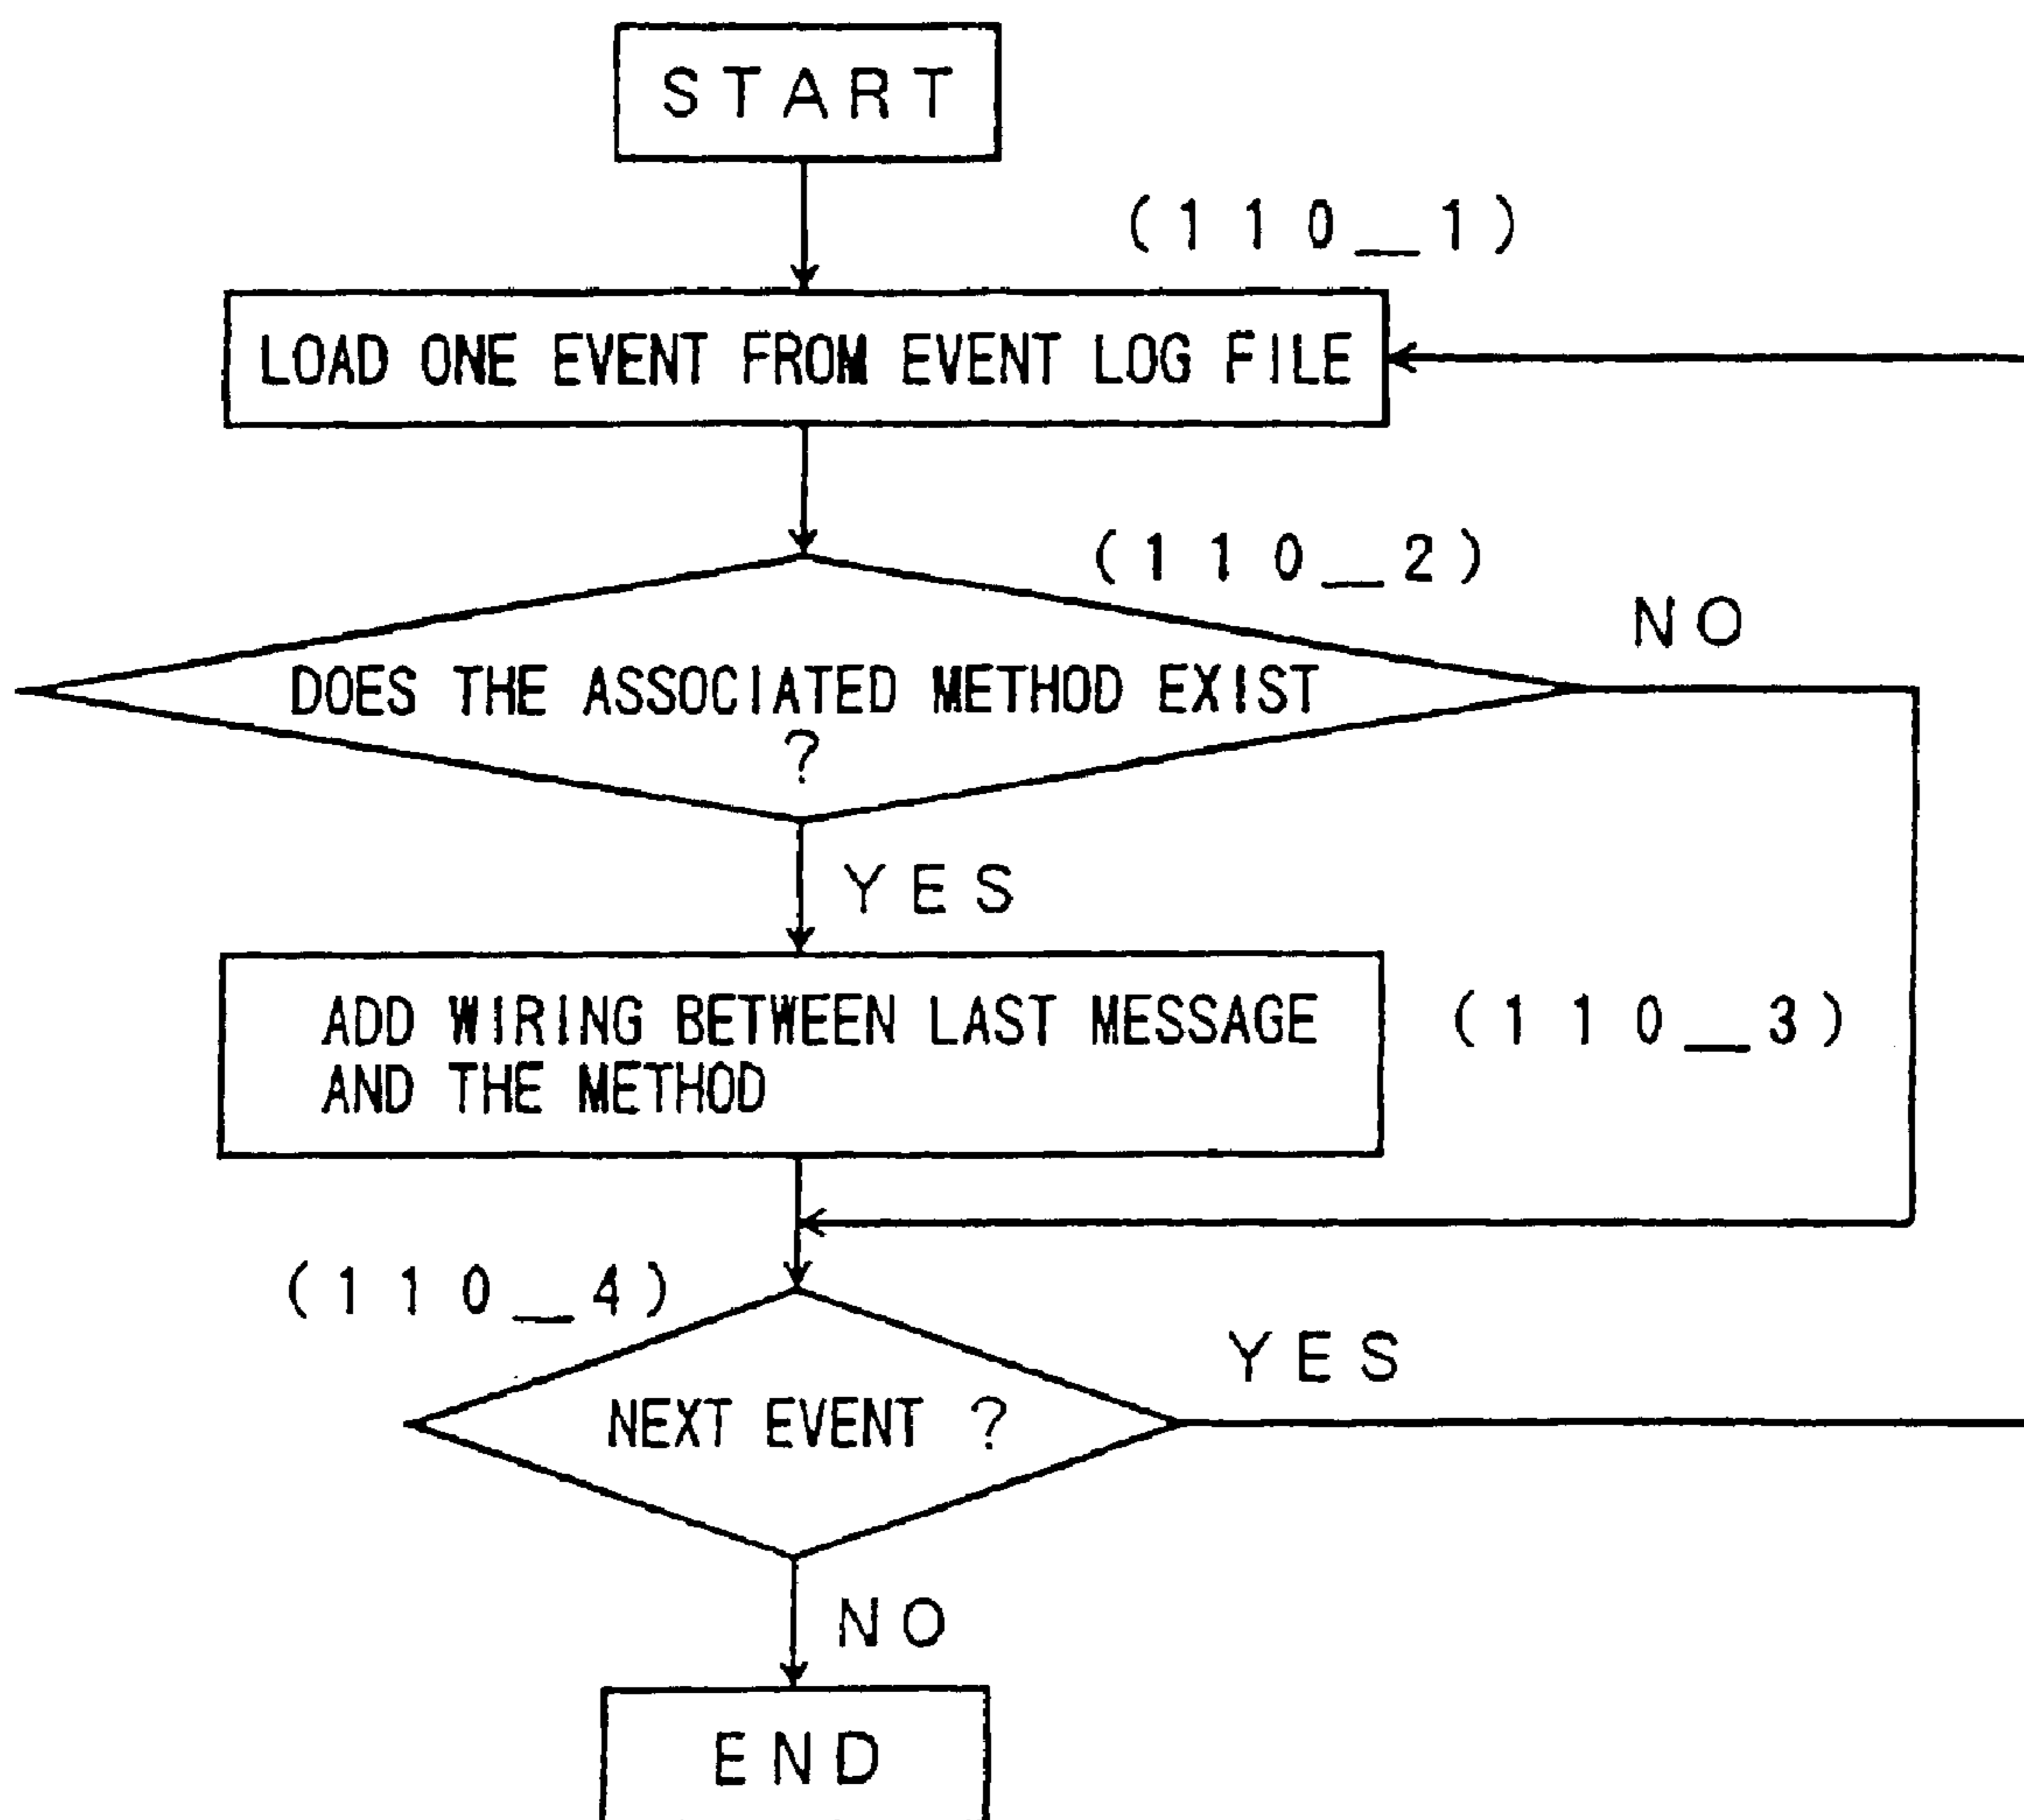 START
(110_1)
LOAD ONE EVENT FROM EVENT LOG FILE
(110_2)
NO
DOES THE ASSOCIATED METHOD EXIST
?
YES
ADD WIRING BETWEEN LAST MESSAGE
AND THE METHOD
(110_3)
(110_4)
YES
NEXT EVENT ?
NO
END